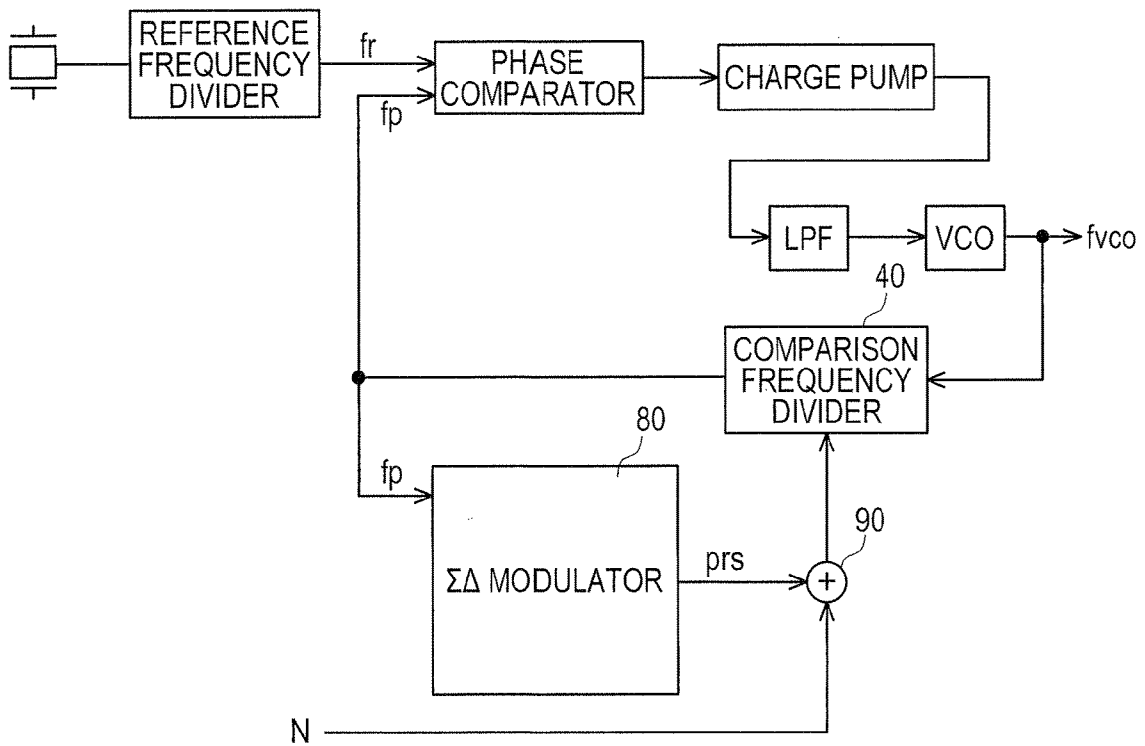 REFERENCE
FREQUENCY
DIVIDER
fr
fp
PHASE
COMPARATOR
CHARGE PUMP
LPF
VCO
fvco
40
COMPARISON
FREQUENCY
DIVIDER
fp
80
ΣΔ MODULATOR
prs
90
+
N